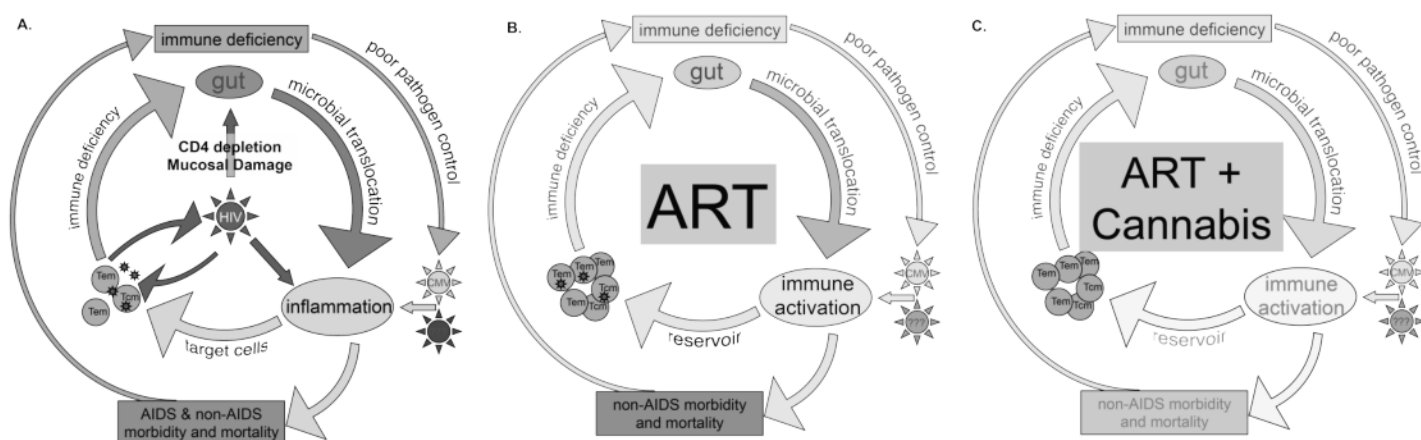 A.
immune deficiency
gut
poor pathogen control
microbial translocation
immune deficiency
CD4 depletion
Mucosal Damage
HIV
Tem
Tcm
Tem
CMV
inflammation
target cells
AIDS & non-AIDS
morbidity and mortality
B.
immune deficiency
gut
poor pathogen control
microbial translocation
immune deficiency
ART
Tem
Tem
Tem
Tcm
Tem
Tcm
CMV
???
immune
activation
reservoir
non-AIDS morbidity
and mortality
C.
immune deficiency
gut
poor pathogen control
microbial translocation
immune deficiency
ART +
Cannabis
Tem
Tem
Tem
Tcm
Tem
Tcm
CMV
???
immune
activation
reservoir
non-AIDS morbidity
and mortality